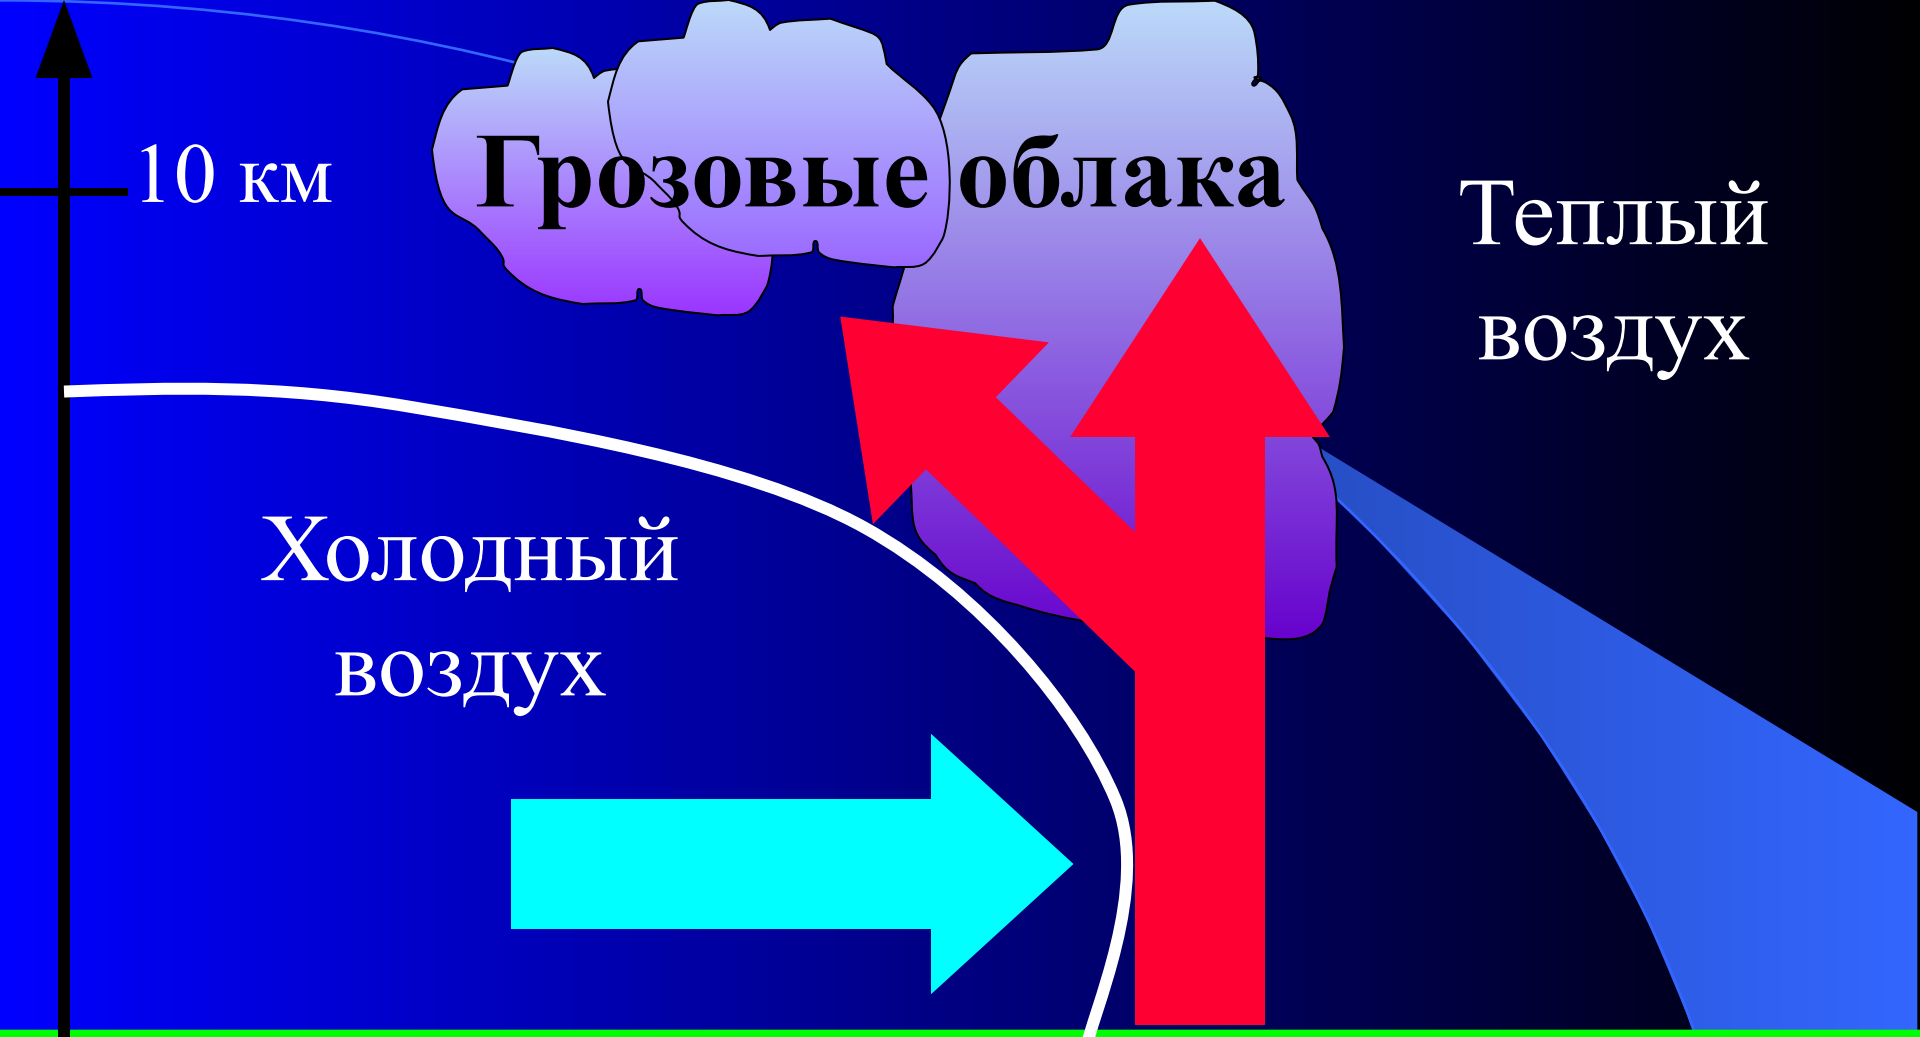 10 км
Грозовые облака
Теплый
воздух
Холодный
воздух